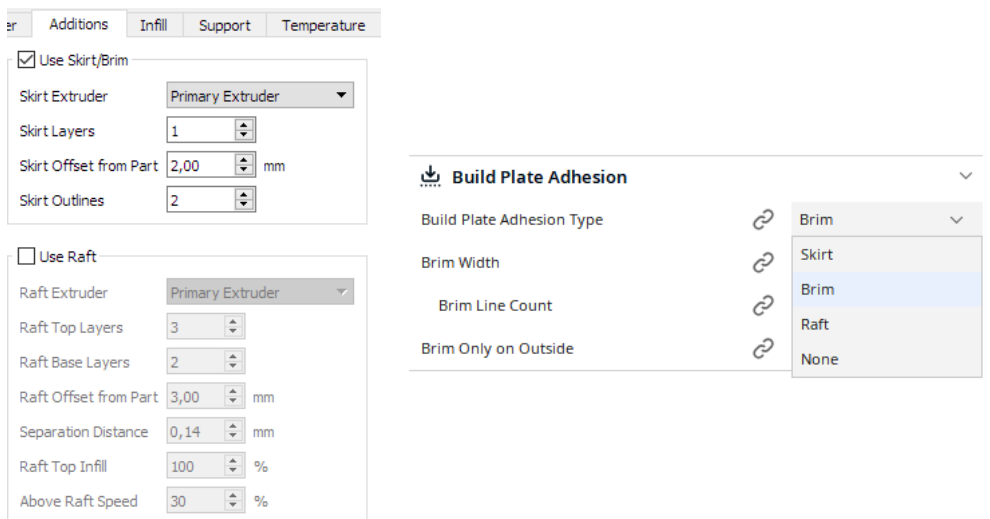 er Additions Infill Support Temperature
Use Skirt/Brim
Skirt Extruder Primary Extruder
Skirt Layers 1
Skirt Offset from Part 2,00 mm
Skirt Outlines 2
Use Raft
Raft Extruder Primary Extruder
Raft Top Layers 3
Raft Base Layers 2
Raft Offset from Part 3,00 mm
Separation Distance 0,14 mm
Raft Top Infill 100 %
Above Raft Speed 30 %
Build Plate Adhesion
Build Plate Adhesion Type Brim
Brim Width
Brim Line Count
Brim Only on Outside
Skirt
Brim
Raft
None